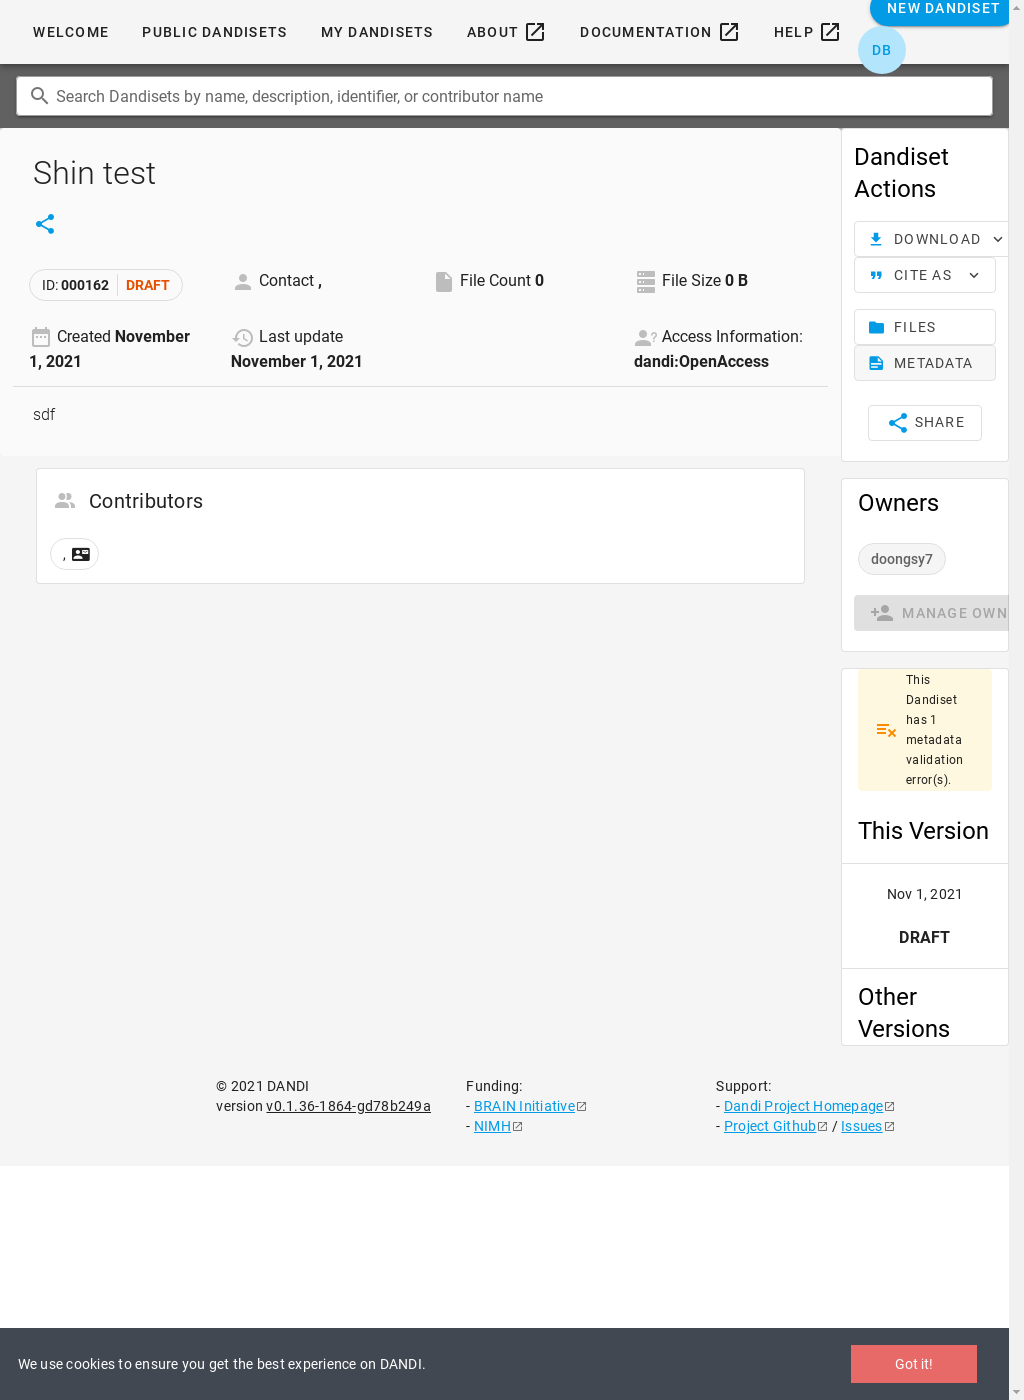 WELCOME PUBLIC DANDISETS MY DANDISETS ABOUT DOCUMENTATION HELP NEW DANDISET
DB
Search Dandisets by name, description, identifier, or contributor name
Shin test
ID: 000162 DRAFT
Contact ,
File Count 0
File Size 0 B
Created November
1, 2021
Last update
November 1, 2021
Access Information:
dandi:OpenAccess
sdf
Contributors
,
Dandiset
Actions
DOWNLOAD
CITE AS
FILES
METADATA
SHARE
Owners
doongsy7
MANAGE OWN
This
Dandiset
has 1
metadata
validation
error(s).
This Version
Nov 1, 2021
DRAFT
Other
Versions
© 2021 DANDI
version v0.1.36-1864-gd78b249a
Funding:
- BRAIN Initiative
- NIMH
Support:
- Dandi Project Homepage
- Project Github / Issues
We use cookies to ensure you get the best experience on DANDI.
Got it!